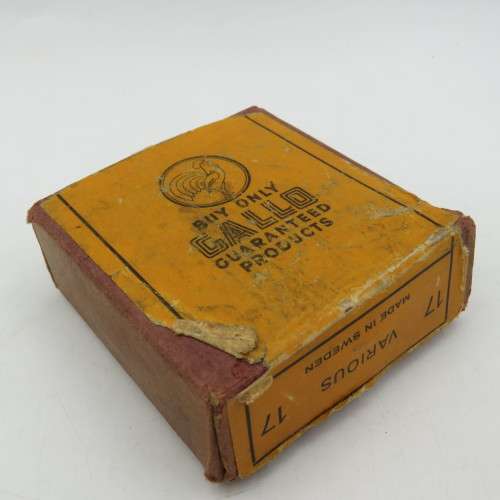 BUY ONLY
GALLO
GUARANTEED
PRODUCTS
17 VARIOUS 17
MADE IN SWEDEN